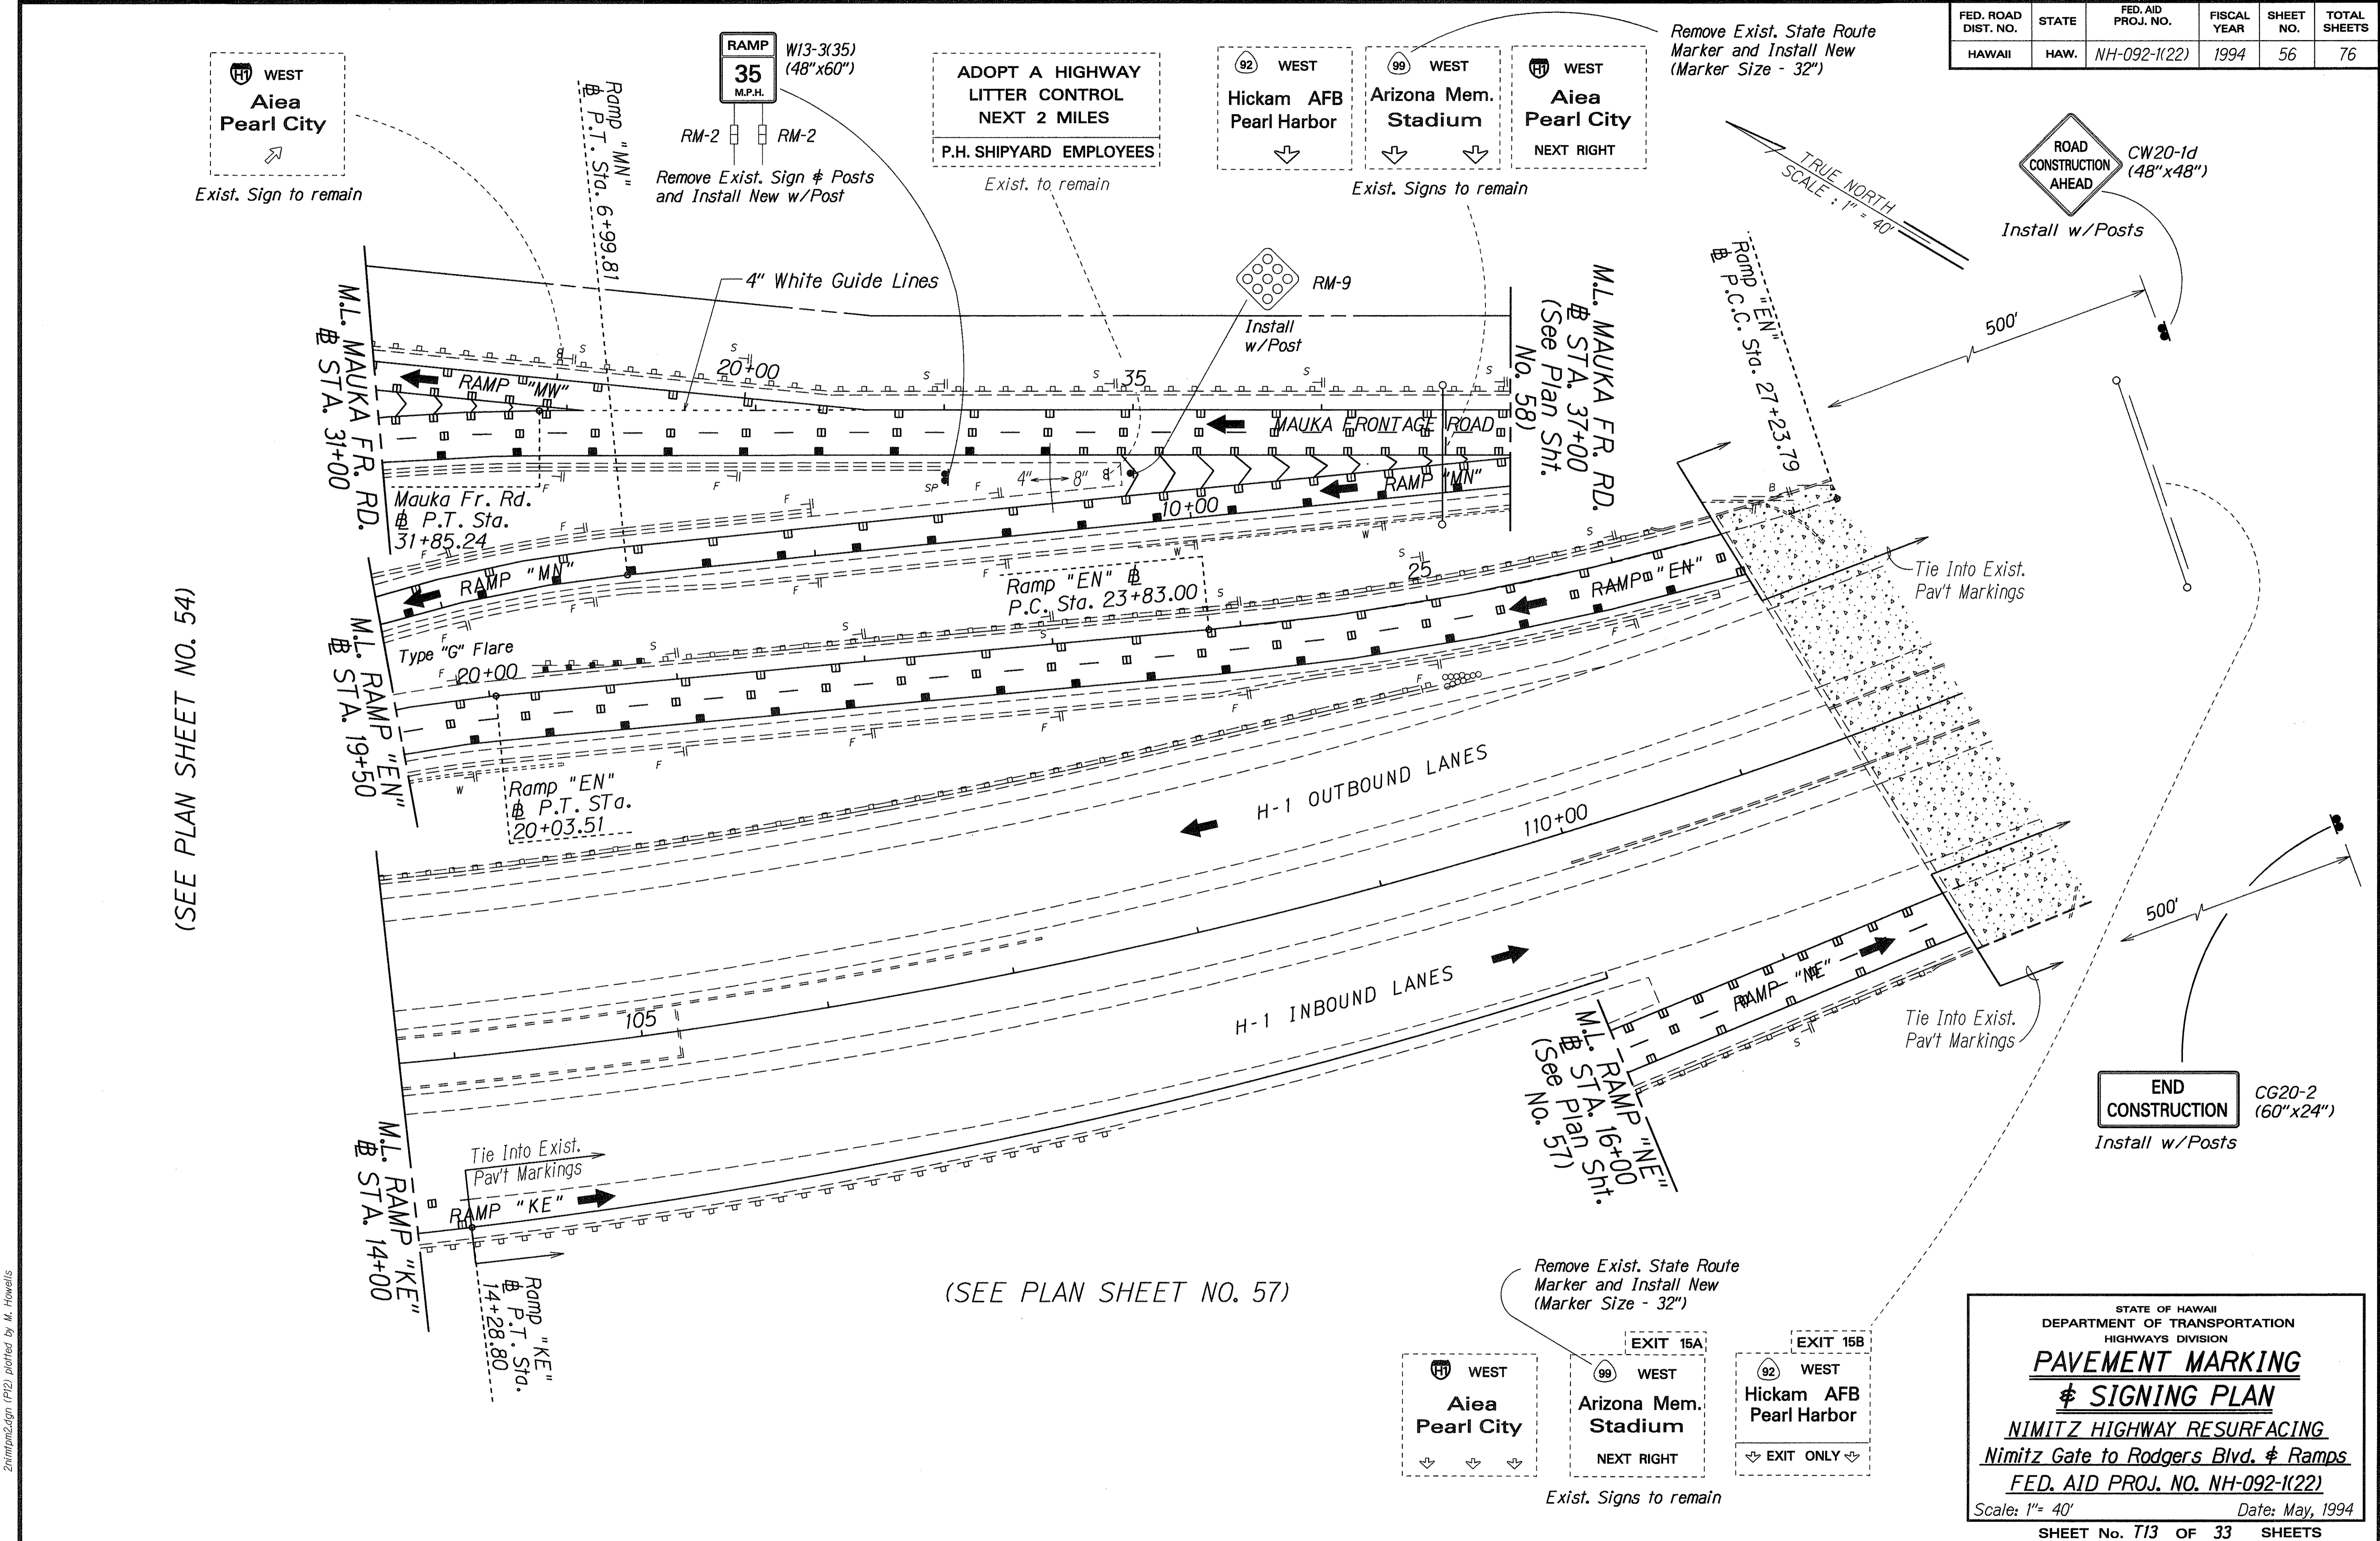 FED. ROAD DIST. NO.
STATE
FED. AID PROJ. NO.
FISCAL YEAR
SHEET NO.
TOTAL SHEETS
HAWAII
HAW.
NH-092-1(22)
1994
56
76
H1 WEST
Aiea
Pearl City
Exist. Sign to remain
RAMP
35
M.P.H.
W13-3(35)
(48"x60")
RM-2
RM-2
Remove Exist. Sign & Posts
and Install New w/Post
ADOPT A HIGHWAY
LITTER CONTROL
NEXT 2 MILES
P.H. SHIPYARD EMPLOYEES
Exist. to remain
92 WEST
Hickam AFB
Pearl Harbor
99 WEST
Arizona Mem.
Stadium
H1 WEST
Aiea
Pearl City
NEXT RIGHT
Exist. Signs to remain
Remove Exist. State Route
Marker and Install New
(Marker Size - 32")
TRUE NORTH
SCALE : 1" = 40'
ROAD
CONSTRUCTION
AHEAD
CW20-1d
(48"x48")
Install w/Posts
500'
Ramp "MN"
B P.T. Sta. 6+99.81
4" White Guide Lines
RM-9
Install
w/Post
M.L. MAUKA FR. RD.
B STA. 31+00
M.L. MAUKA FR. RD.
B STA. 37+00
(See Plan Sht.
No. 58)
Ramp "EN"
B P.C.C. Sta. 27+23.79
RAMP "MW"
20+00
35
MAUKA FRONTAGE ROAD
RAMP "MN"
4"
8"
SP
10+00
Mauka Fr. Rd.
B P.T. Sta.
31+85.24
RAMP "MN"
Ramp "EN" B
P.C. Sta. 23+83.00
25
RAMP "EN"
Tie Into Exist.
Pav't Markings
(SEE PLAN SHEET NO. 54)
M.L. RAMP "EN"
B STA. 19+50
Type "G" Flare
20+00
Ramp "EN"
B P.T. STa.
20+03.51
H-1 OUTBOUND LANES
110+00
105
H-1 INBOUND LANES
RAMP "NE"
500'
Tie Into Exist.
Pav't Markings
M.L. RAMP "NE"
B STA. 16+00
(See Plan Sht.
No. 57)
END
CONSTRUCTION
CG20-2
(60"x24")
Install w/Posts
M.L. RAMP "KE"
B STA. 14+00
Tie Into Exist.
Pav't Markings
RAMP "KE"
Ramp "KE"
B P.T. Sta.
14+28.80
(SEE PLAN SHEET NO. 57)
Remove Exist. State Route
Marker and Install New
(Marker Size - 32")
H1 WEST
Aiea
Pearl City
EXIT 15A
99 WEST
Arizona Mem.
Stadium
NEXT RIGHT
EXIT 15B
92 WEST
Hickam AFB
Pearl Harbor
EXIT ONLY
Exist. Signs to remain
STATE OF HAWAII
DEPARTMENT OF TRANSPORTATION
HIGHWAYS DIVISION
PAVEMENT MARKING
& SIGNING PLAN
NIMITZ HIGHWAY RESURFACING
Nimitz Gate to Rodgers Blvd. & Ramps
FED. AID PROJ. NO. NH-092-1(22)
Scale: 1"= 40' Date: May, 1994
SHEET No. T13 OF 33 SHEETS
2nimtpm2.dgn (P12) plotted by M. Howells